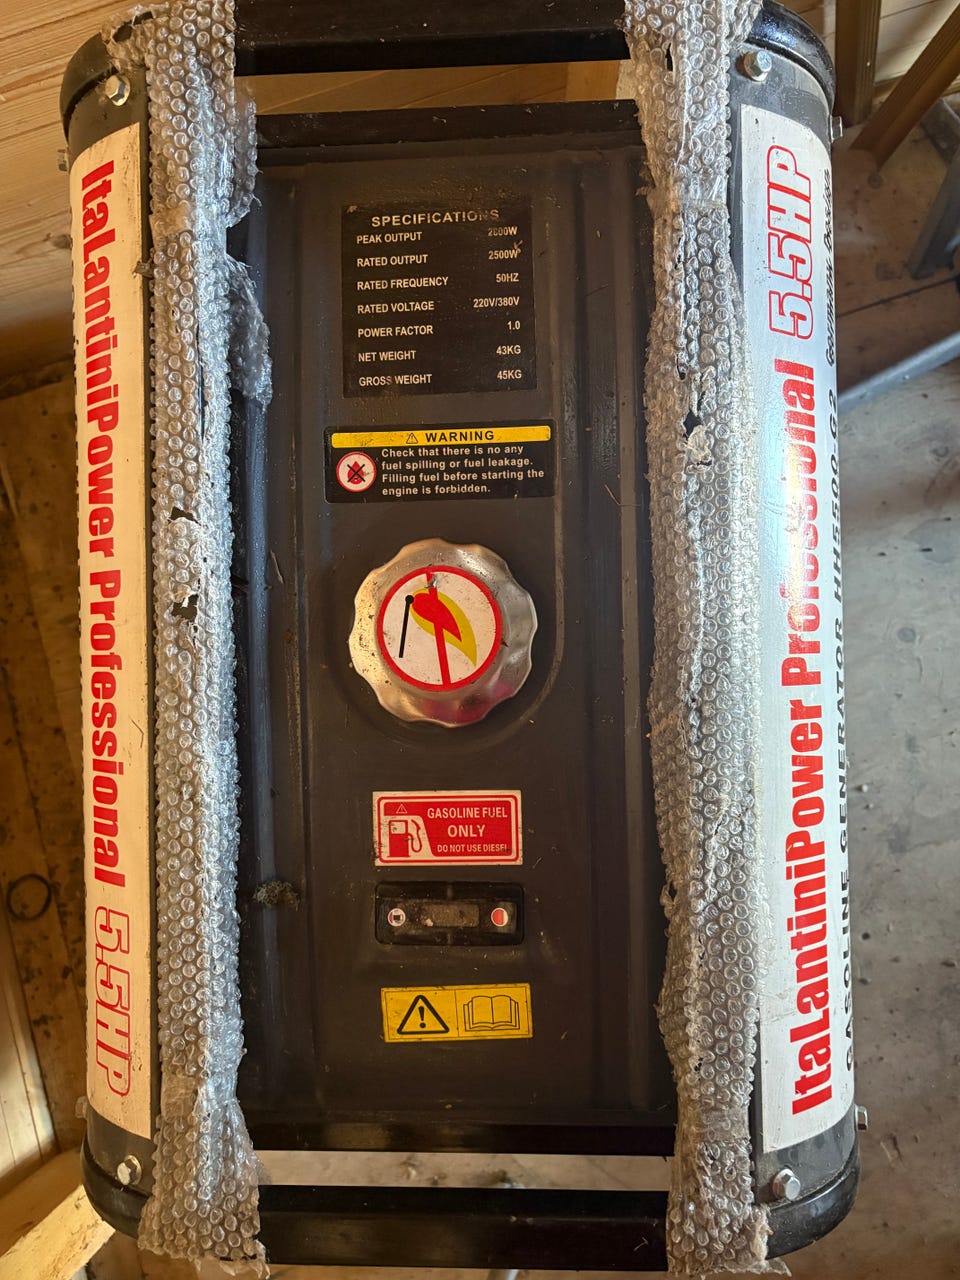 ItaLantiniPower Professional 5.5HP
SPECIFICATIONS
PEAK OUTPUT 2800W
RATED OUTPUT 2500W
RATED FREQUENCY 50HZ
RATED VOLTAGE 220V/380V
POWER FACTOR 1.0
NET WEIGHT 43KG
GROSS WEIGHT 45KG
WARNING
Check that there is no any
fuel spilling or fuel leakage.
Filling fuel before starting the
engine is forbidden.
GASOLINE FUEL
ONLY
DO NOT USE DIESEL
ItaLantiniPower Professional 5.5HP
GASOLINE GENERATOR